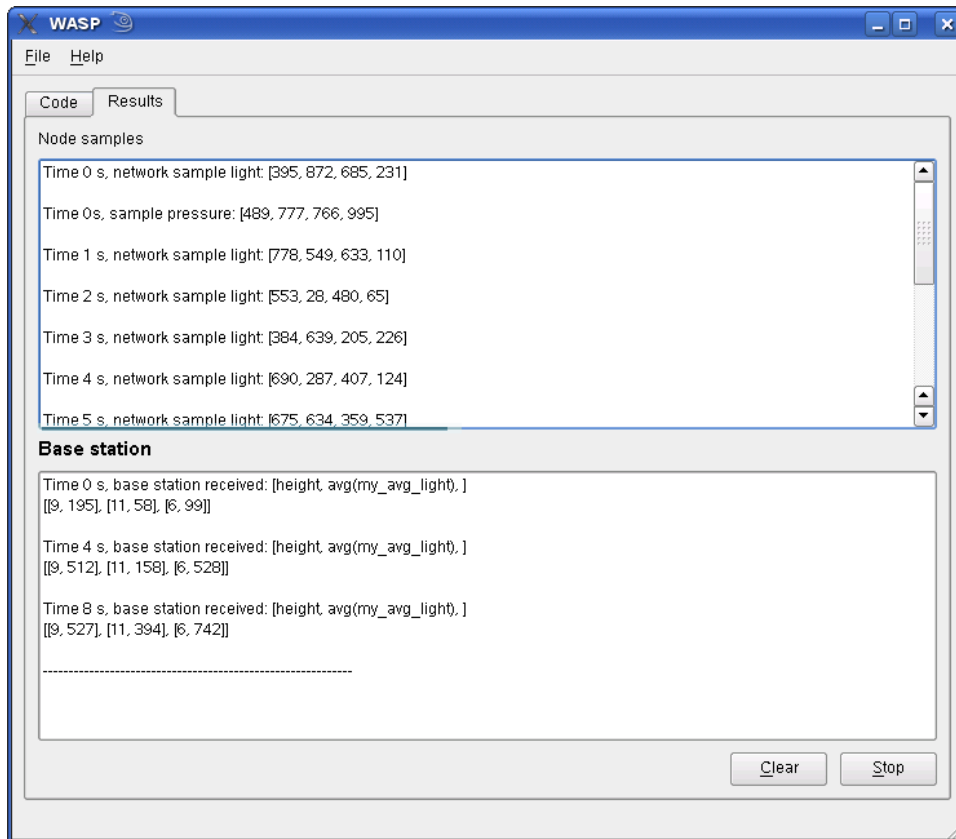 WASP
File Help
Code Results
Node samples
Time 0 s, network sample light: [395, 872, 685, 231]
Time 0s, sample pressure: [489, 777, 766, 995]
Time 1 s, network sample light: [778, 549, 633, 110]
Time 2 s, network sample light: [553, 28, 480, 65]
Time 3 s, network sample light: [384, 639, 205, 226]
Time 4 s, network sample light: [690, 287, 407, 124]
Time 5 s, network sample light: [675, 634, 359, 537]
Base station
Time 0 s, base station received: [height, avg(my_avg_light), ]
[[9, 195], [11, 58], [6, 99]]
Time 4 s, base station received: [height, avg(my_avg_light), ]
[[9, 512], [11, 158], [6, 528]]
Time 8 s, base station received: [height, avg(my_avg_light), ]
[[9, 527], [11, 394], [6, 742]]
------------------------------------------------------------
Clear Stop